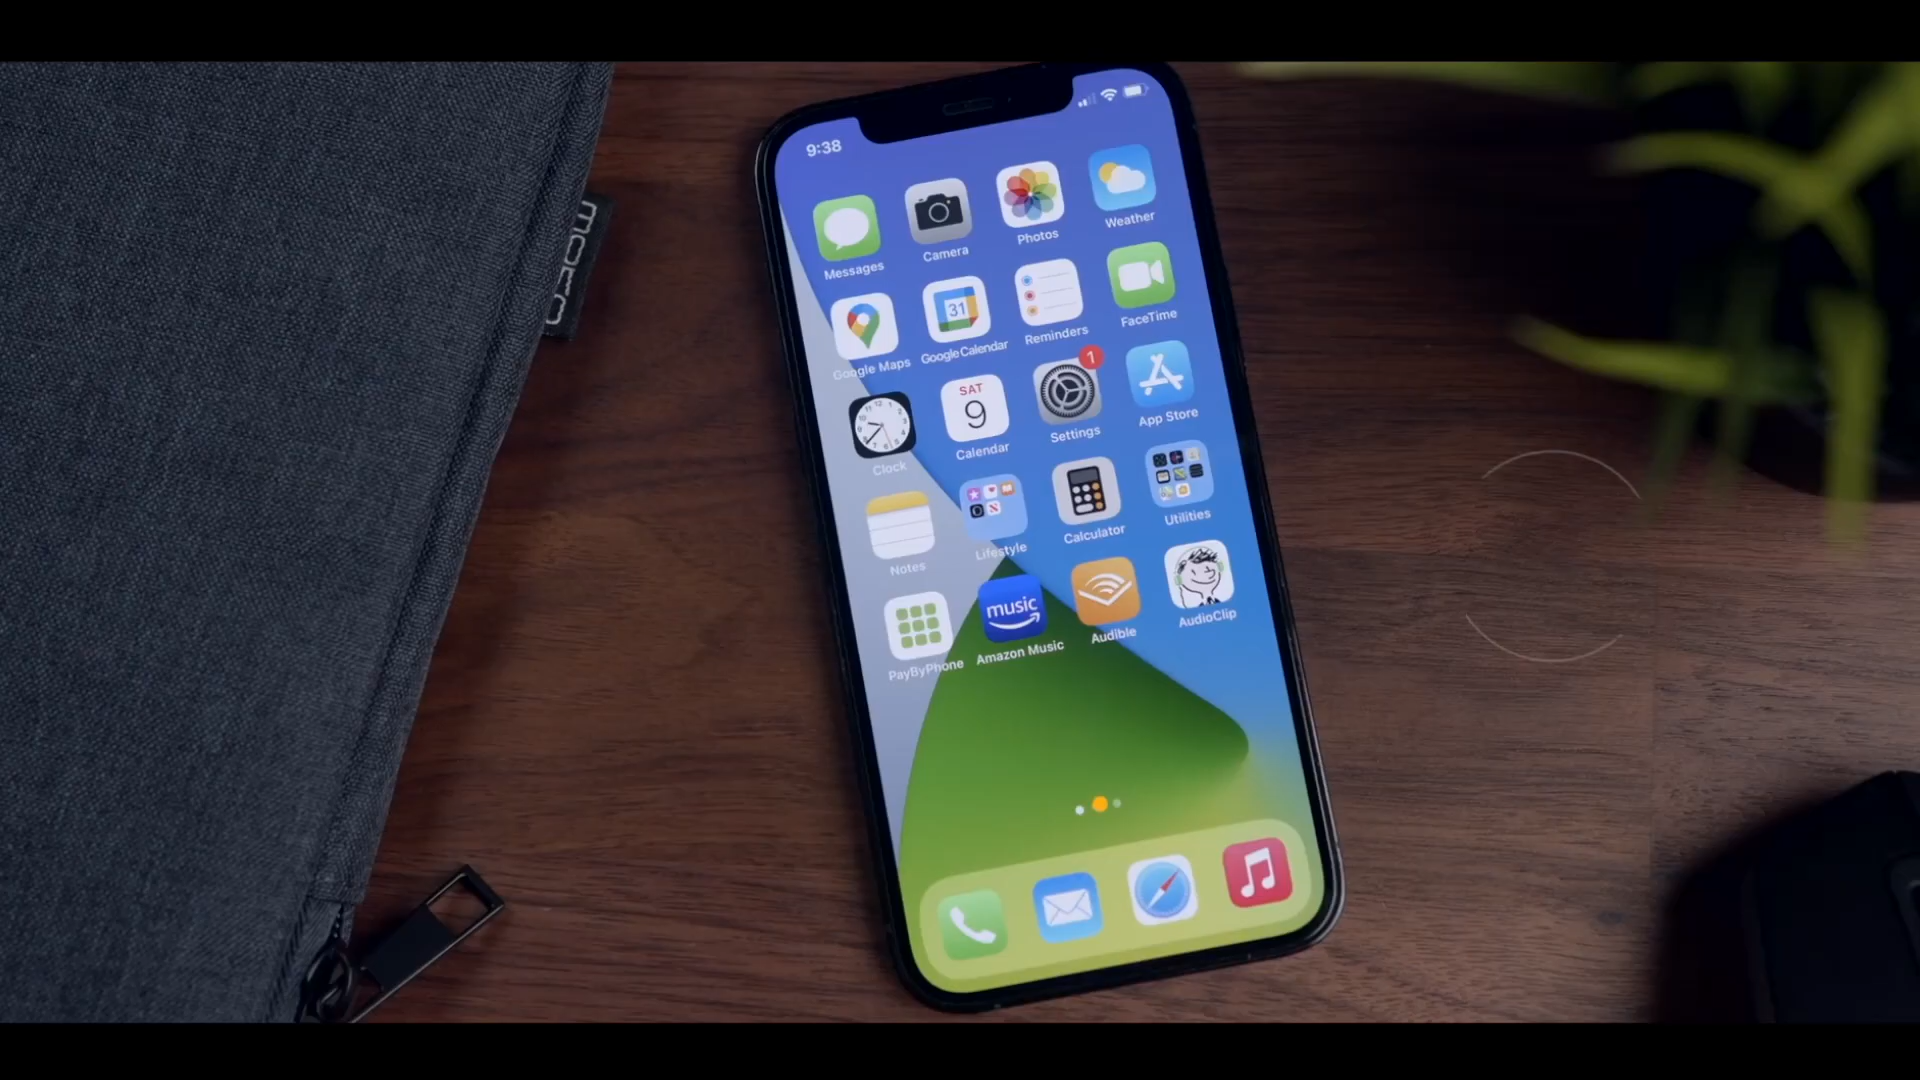 9:38
Messages
Camera
Photos
Weather
Google Maps
31
Google Calendar
Reminders
FaceTime
Clock
SAT
9
Calendar
1
Settings
App Store
Notes
Lifestyle
Calculator
Utilities
PayByPhone
music
Amazon Music
Audible
AudioClip